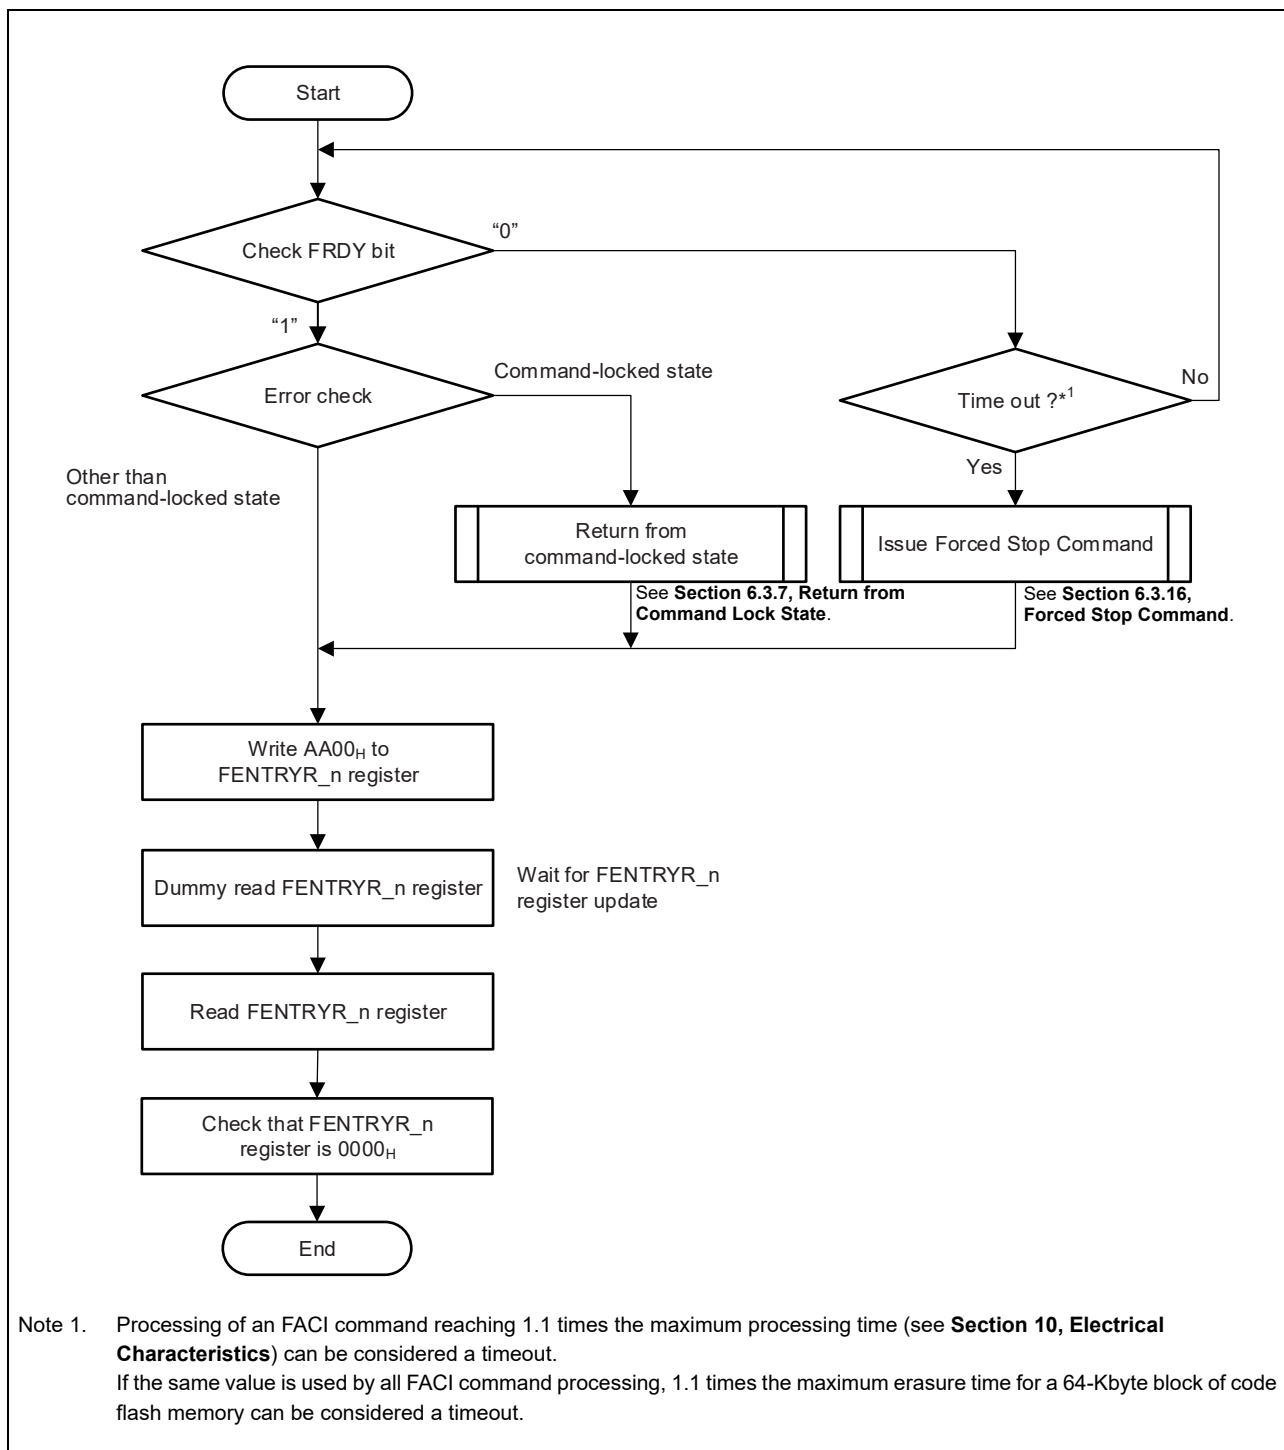 Start
Check FRDY bit
“0”
“1”
Error check
Command-locked state
Time out ?*1
No
Yes
Other than
command-locked state
Return from
command-locked state
Issue Forced Stop Command
See Section 6.3.7, Return from
Command Lock State.
See Section 6.3.16,
Forced Stop Command.
Write AA00H to
FENTRYR_n register
Dummy read FENTRYR_n register
Wait for FENTRYR_n
register update
Read FENTRYR_n register
Check that FENTRYR_n
register is 0000H
End
Note 1. Processing of an FACI command reaching 1.1 times the maximum processing time (see Section 10, Electrical
Characteristics) can be considered a timeout.
If the same value is used by all FACI command processing, 1.1 times the maximum erasure time for a 64-Kbyte block of code
flash memory can be considered a timeout.